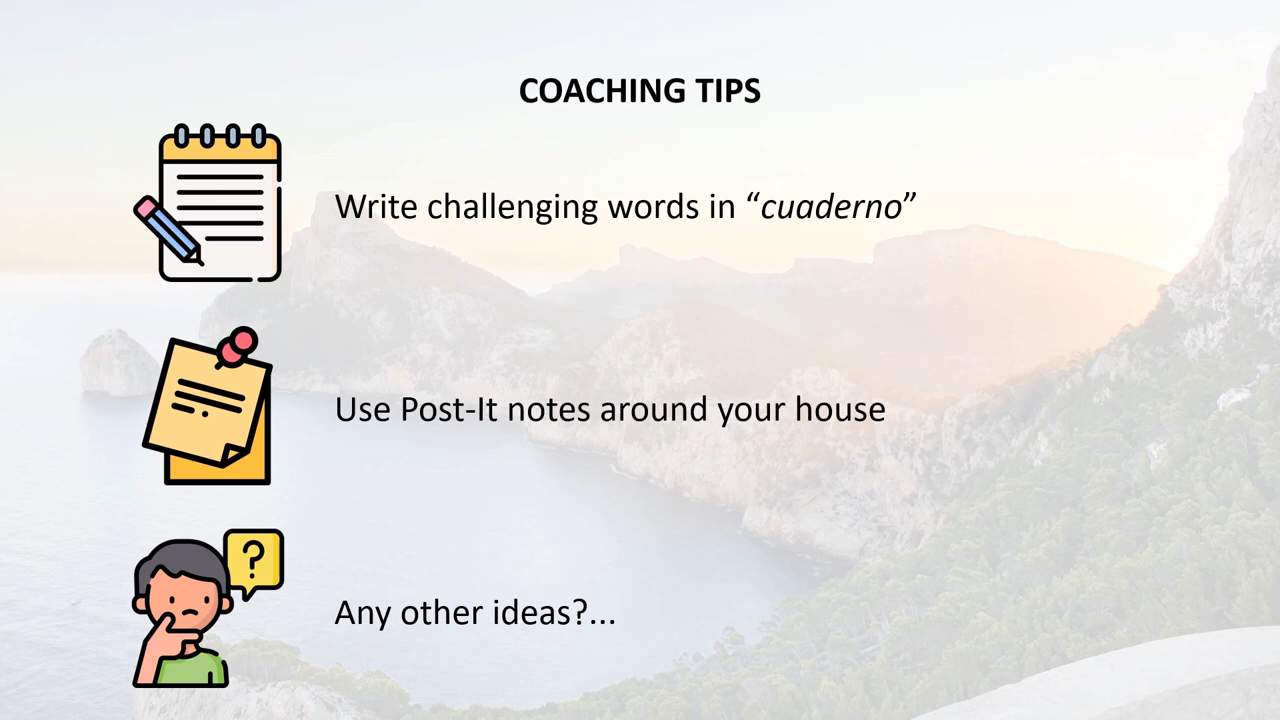 COACHING TIPS
Write challenging words in “cuaderno”
Use Post-It notes around your house
?
Any other ideas?...